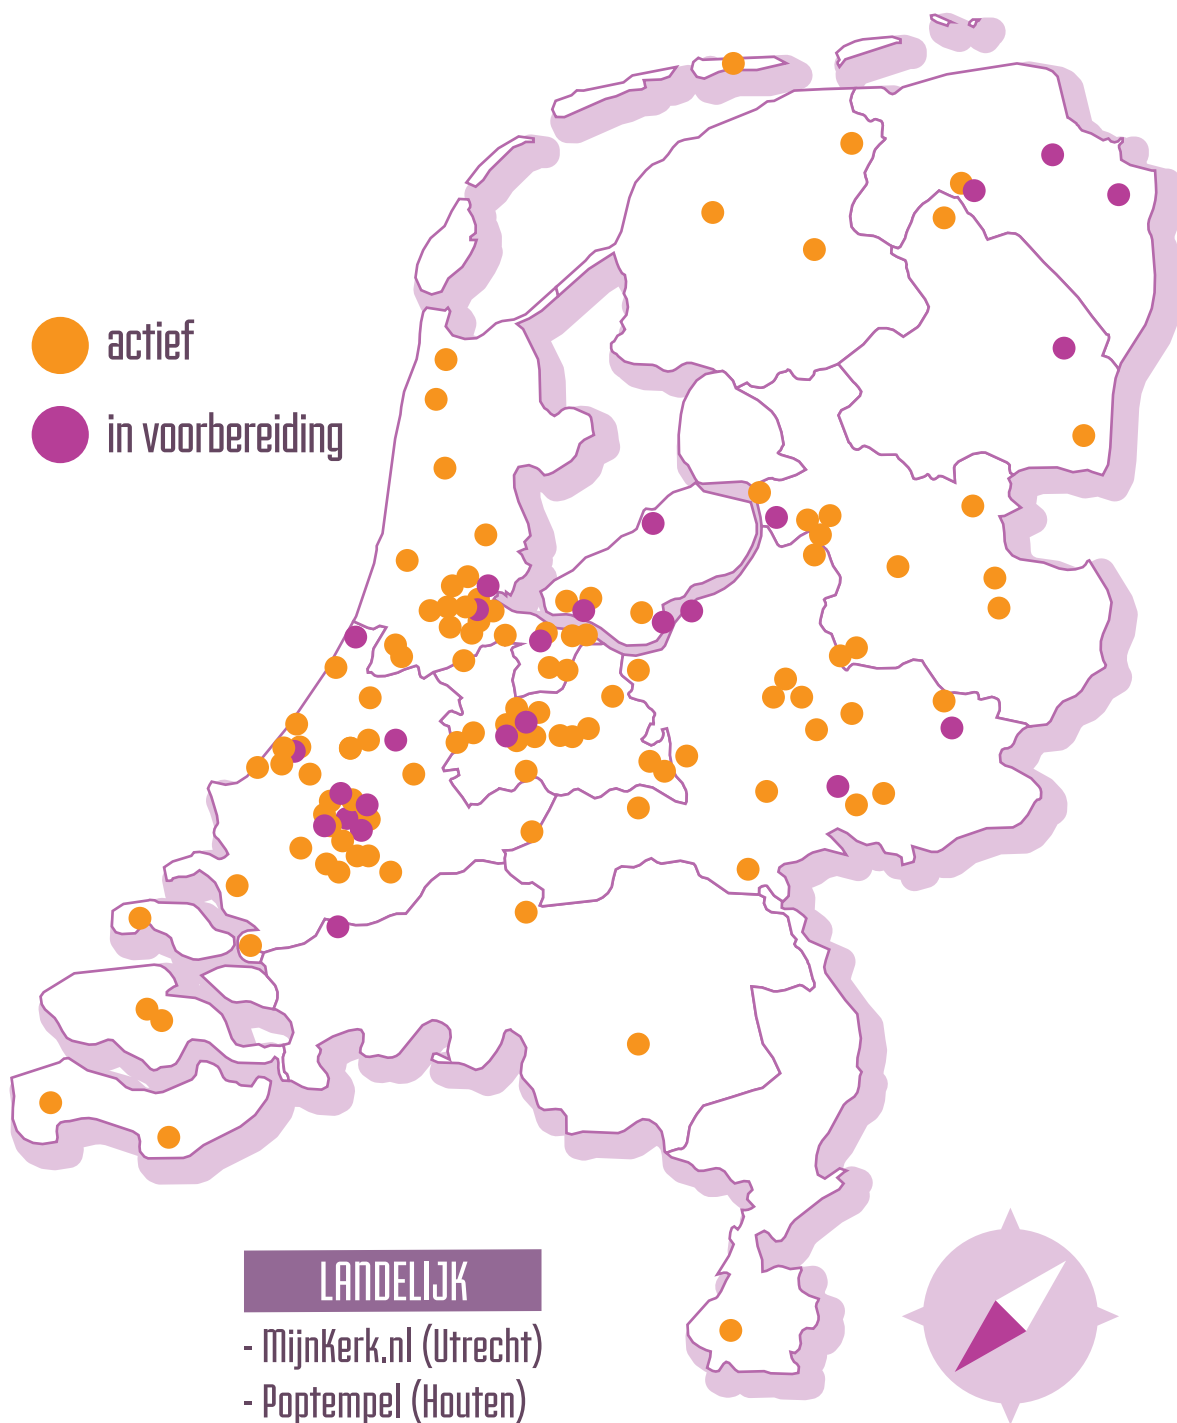 actief
in voorbereiding
LANDELIJK
- MijnKerk.nl (Utrecht)
- Poptempel (Houten)